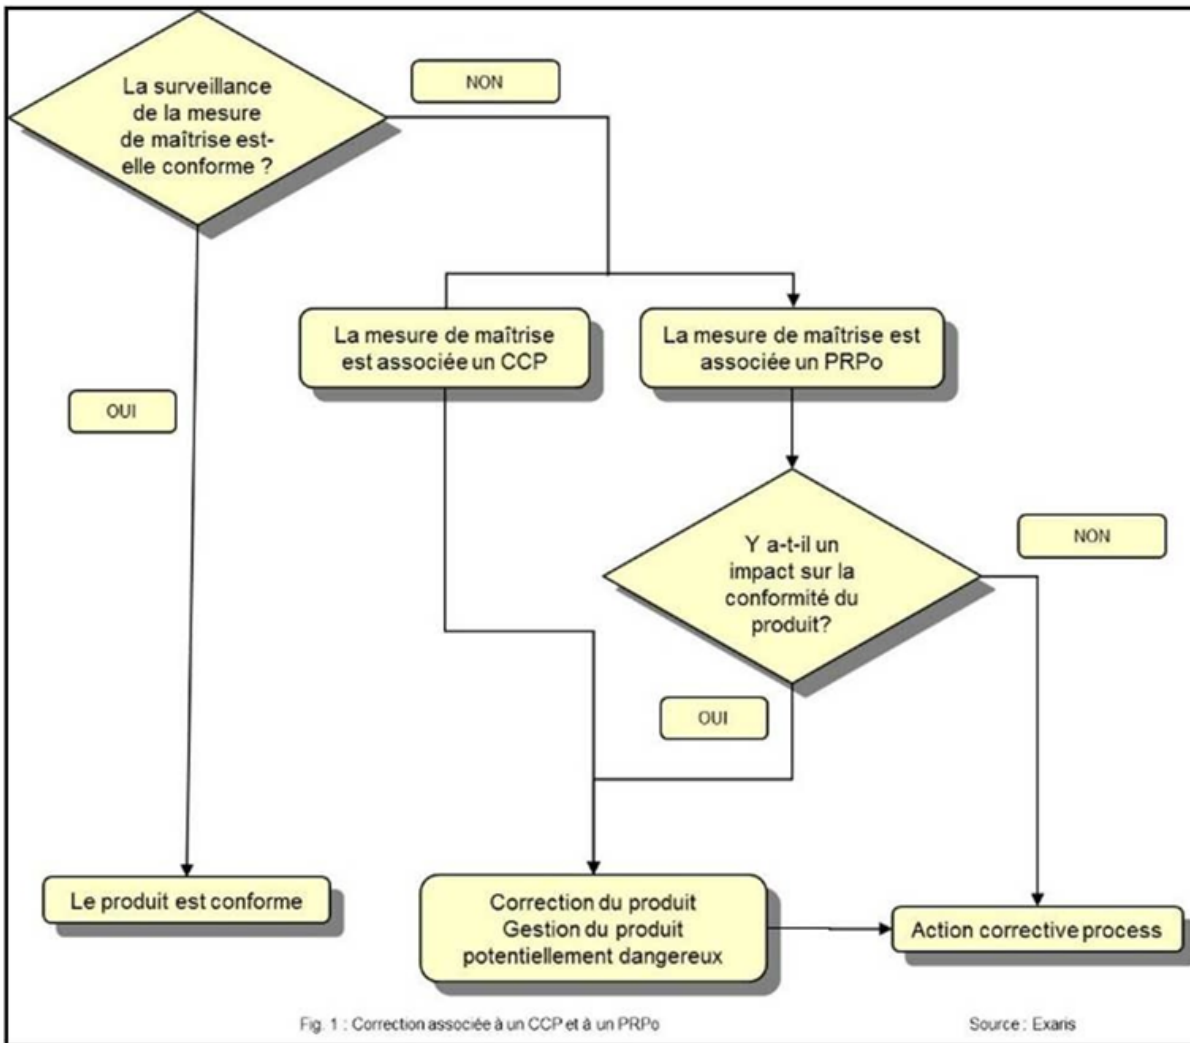 La surveillance
de la mesure
de maîtrise est-
elle conforme ?
NON
La mesure de maîtrise
est associée un CCP
La mesure de maîtrise est
associée un PRPo
OUI
Y a-t-il un
impact sur la
conformité du
produit?
NON
OUI
Le produit est conforme
Correction du produit
Gestion du produit
potentiellement dangereux
Action corrective process
Fig. 1 : Correction associée à un CCP et à un PRPo
Source : Exaris